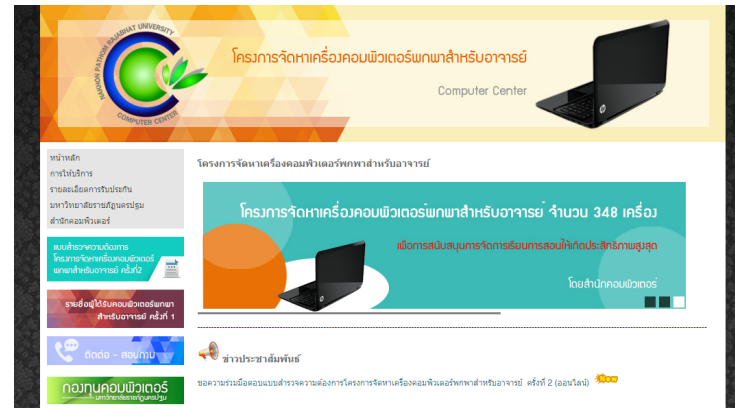 NAKHON PATHOM RAJABHAT UNIVERSITY
COMPUTER CENTER
โครงการจัดหาเครื่องคอมพิวเตอร์พกพาสำหรับอาจารย์
Computer Center
หน้าหลัก
การให้บริการ
รายละเอียดการรับประกัน
มหาวิทยาลัยราชภัฏนครปฐม
สำนักคอมพิวเตอร์
แบบสำรวจความต้องการ
โครงการจัดหาเครื่องคอมพิวเตอร์
พกพาสำหรับอาจารย์ ครั้งที่2
รายชื่อผู้ได้รับคอมพิวเตอร์พกพา
สำหรับอาจารย์ ครั้งที่ 1
ติดต่อ - สอบถาม
กองทุนคอมพิวเตอร์
มหาวิทยาลัยราชภัฏนครปฐม
โครงการจัดหาเครื่องคอมพิวเตอร์พกพาสำหรับอาจารย์
โครงการจัดหาเครื่องคอมพิวเตอร์พกพาสำหรับอาจารย์ จำนวน 348 เครื่อง
เพื่อการสนับสนุนการจัดการเรียนการสอนให้เกิดประสิทธิภาพสูงสุด
โดยสำนักคอมพิวเตอร์
ข่าวประชาสัมพันธ์
ขอความร่วมมือตอบแบบสำรวจความต้องการโครงการจัดหาเครื่องคอมพิวเตอร์พกพาสำหรับอาจารย์ ครั้งที่ 2 (ออนไลน์)